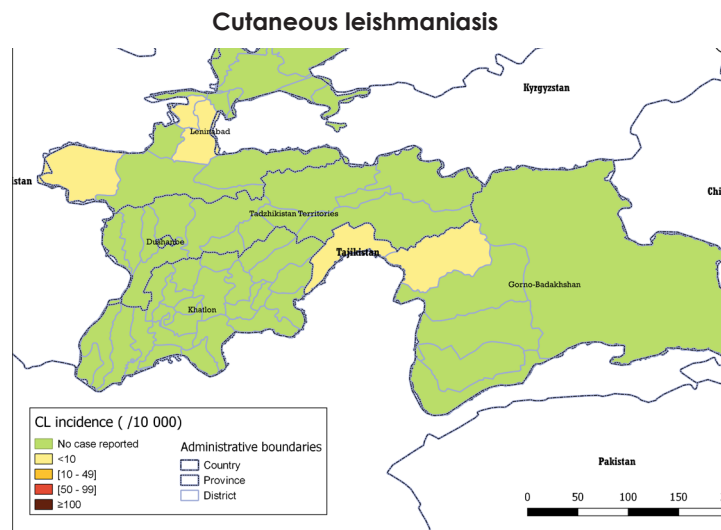 Cutaneous leishmaniasis
Kyrgyzstan
Leninabad
istan
Chi
Tadzhikistan Territories
Dushanbe
Tajikistan
Gorno-Badakhshan
Khatlon
CL incidence ( /10 000)
No case reported
<10
[10 - 49]
[50 - 99]
≥100
Administrative boundaries
Country
Province
District
Pakistan
0 50 100 150